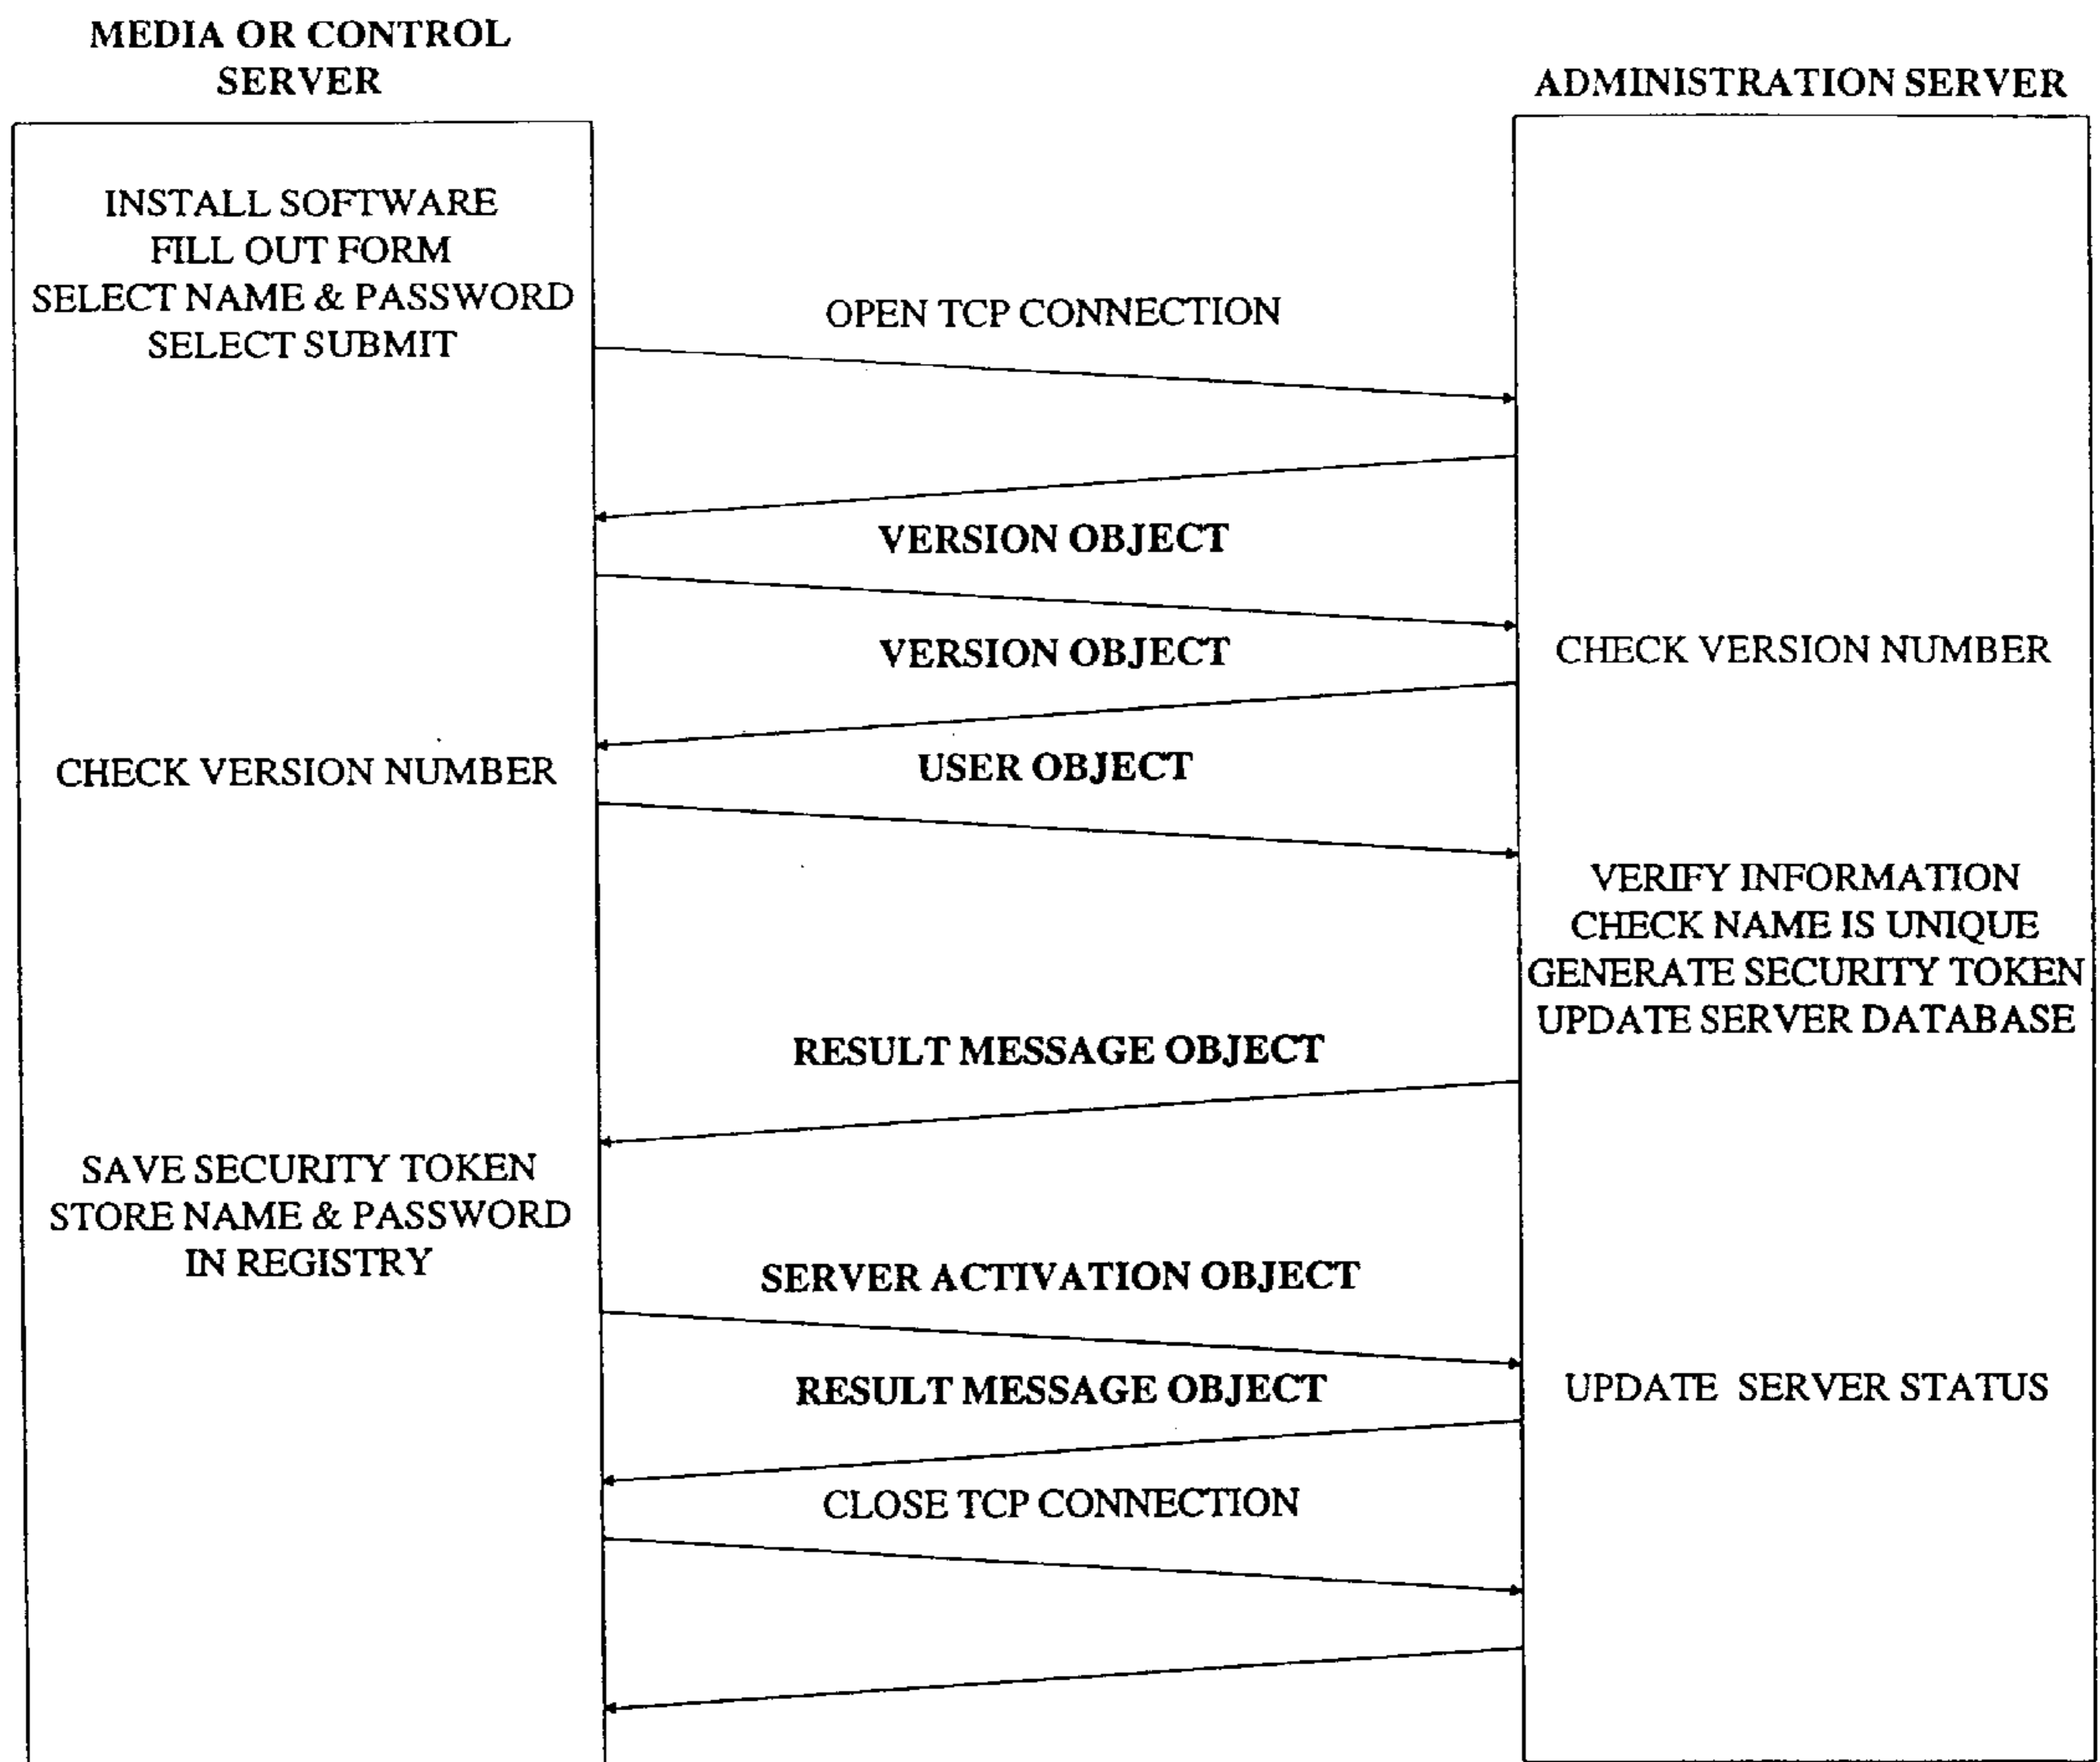 MEDIA OR CONTROL
SERVER
ADMINISTRATION SERVER
INSTALL SOFTWARE
FILL OUT FORM
SELECT NAME & PASSWORD
SELECT SUBMIT
OPEN TCP CONNECTION
VERSION OBJECT
VERSION OBJECT
CHECK VERSION NUMBER
CHECK VERSION NUMBER
USER OBJECT
VERIFY INFORMATION
CHECK NAME IS UNIQUE
GENERATE SECURITY TOKEN
UPDATE SERVER DATABASE
RESULT MESSAGE OBJECT
SAVE SECURITY TOKEN
STORE NAME & PASSWORD
IN REGISTRY
SERVER ACTIVATION OBJECT
RESULT MESSAGE OBJECT
UPDATE SERVER STATUS
CLOSE TCP CONNECTION